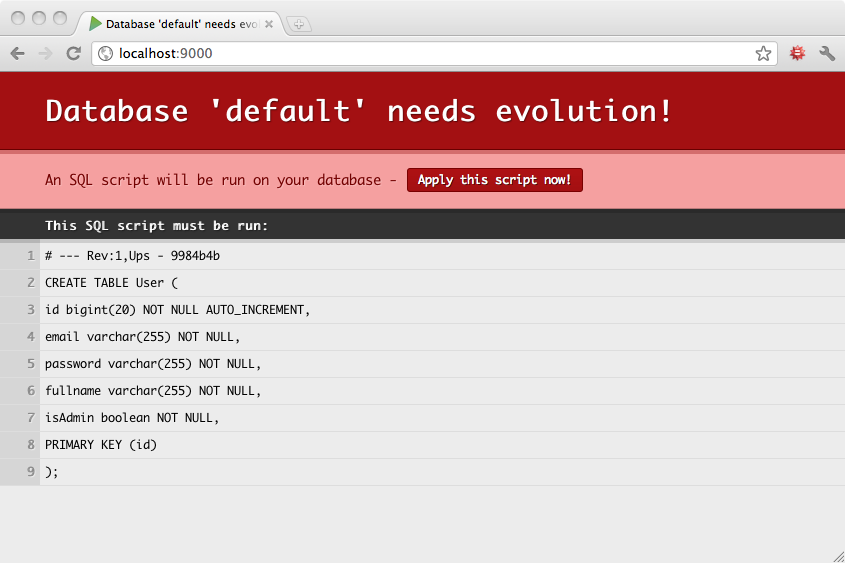 Database 'default' needs evo
localhost:9000
Database 'default' needs evolution!
An SQL script will be run on your database - Apply this script now!
This SQL script must be run:
1 # --- Rev:1,Ups - 9984b4b
2 CREATE TABLE User (
3 id bigint(20) NOT NULL AUTO_INCREMENT,
4 email varchar(255) NOT NULL,
5 password varchar(255) NOT NULL,
6 fullname varchar(255) NOT NULL,
7 isAdmin boolean NOT NULL,
8 PRIMARY KEY (id)
9 );